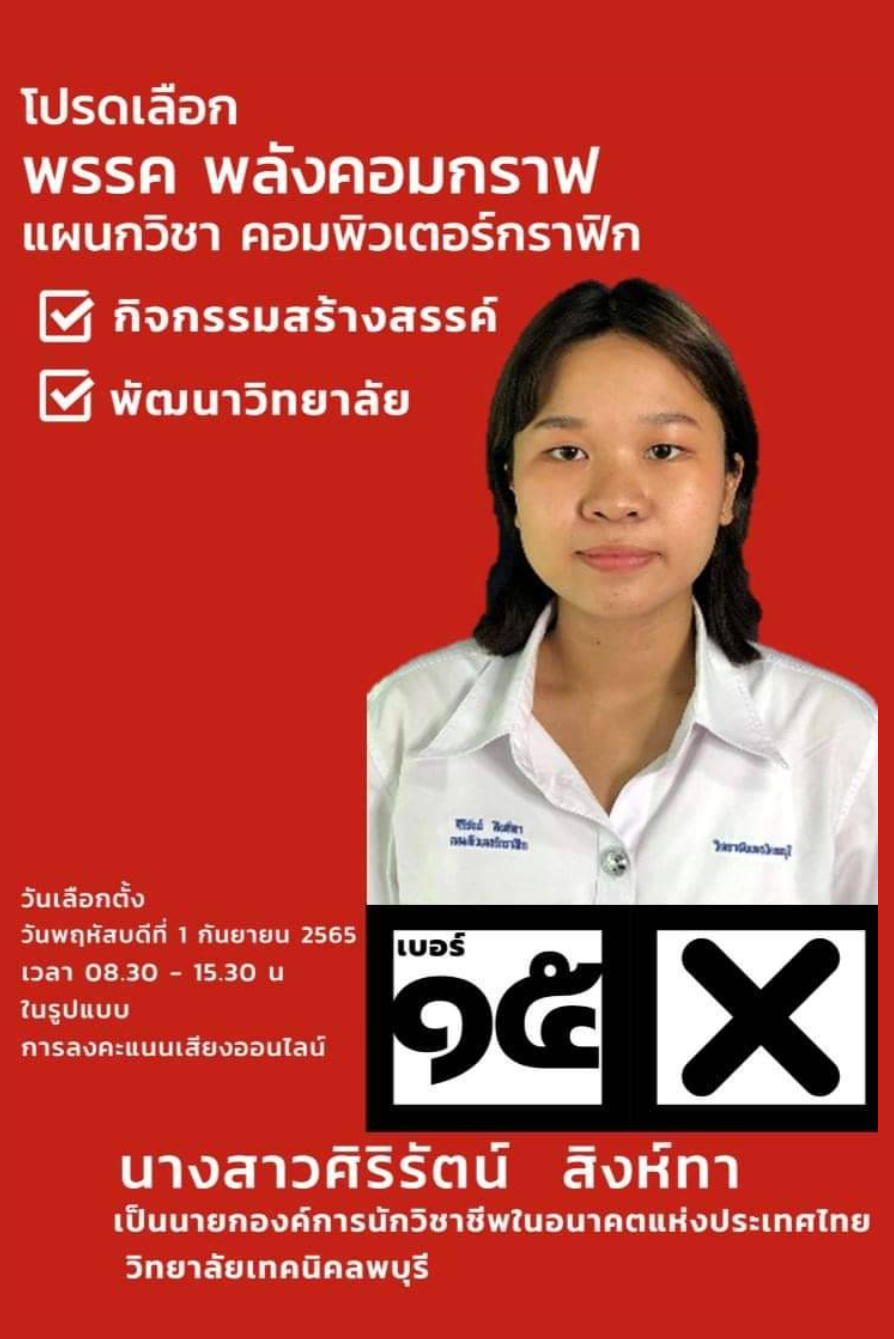 โปรดเลือก
พรรค พลังคอมกราฟ
แผนกวิชา คอมพิวเตอร์กราฟิก
กิจกรรมสร้างสรรค์
พัฒนาวิทยาลัย
วันเลือกตั้ง
วันพฤหัสบดีที่ 1 กันยายน 2565
เวลา 08.30 - 15.30 น
ในรูปแบบ
การลงคะแนนเสียงออนไลน์
เบอร์
๑๕
นางสาวศิริรัตน์ สิงห์ทา
เป็นนายกองค์การนักวิชาชีพในอนาคตแห่งประเทศไทย
วิทยาลัยเทคนิคลพบุรี